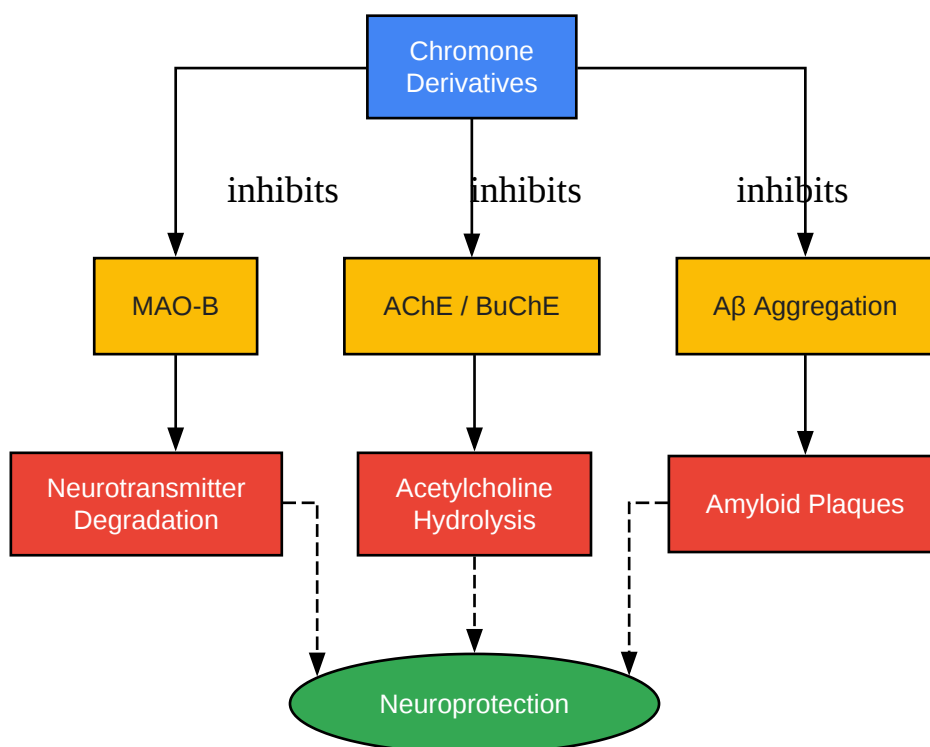 Chromone
Derivatives
inhibits
inhibits
inhibits
MAO-B
AChE / BuChE
Aβ Aggregation
Neurotransmitter
Degradation
Acetylcholine
Hydrolysis
Amyloid Plaques
Neuroprotection